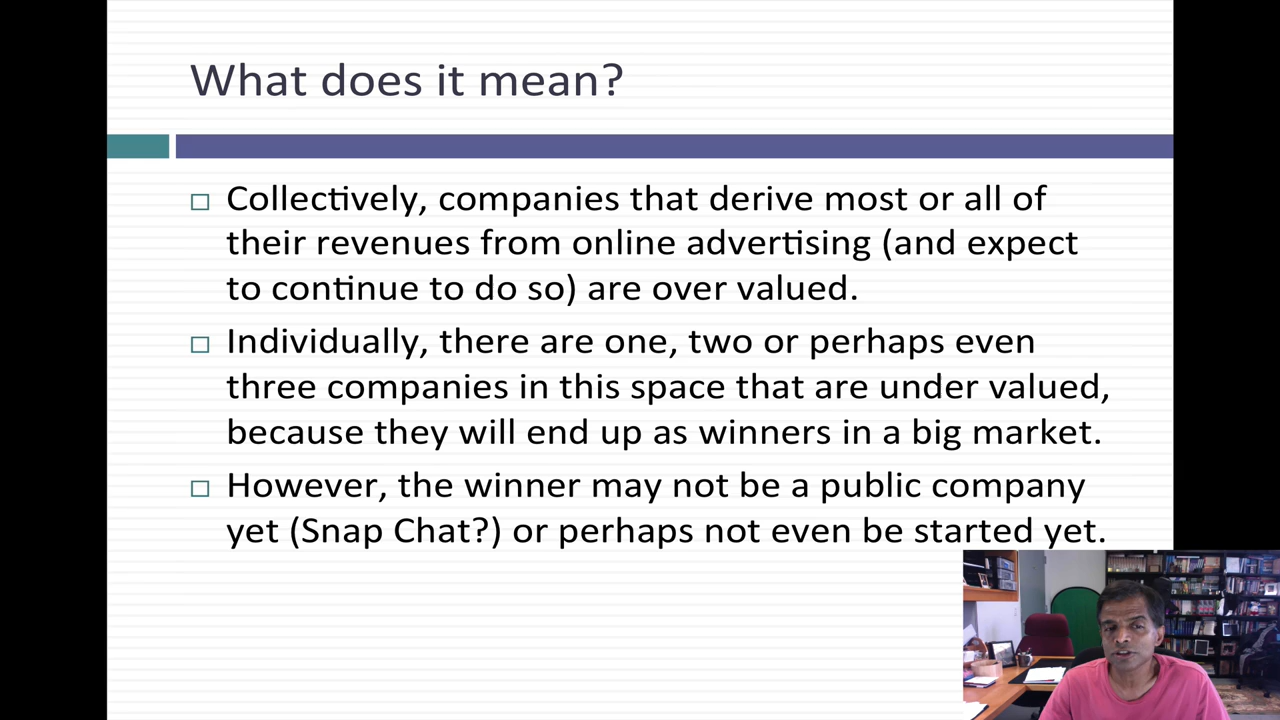 What does it mean?
Collectively, companies that derive most or all of
their revenues from online advertising (and expect
to continue to do so) are over valued.
Individually, there are one, two or perhaps even
three companies in this space that are under valued,
because they will end up as winners in a big market.
However, the winner may not be a public company
yet (Snap Chat?) or perhaps not even be started yet.